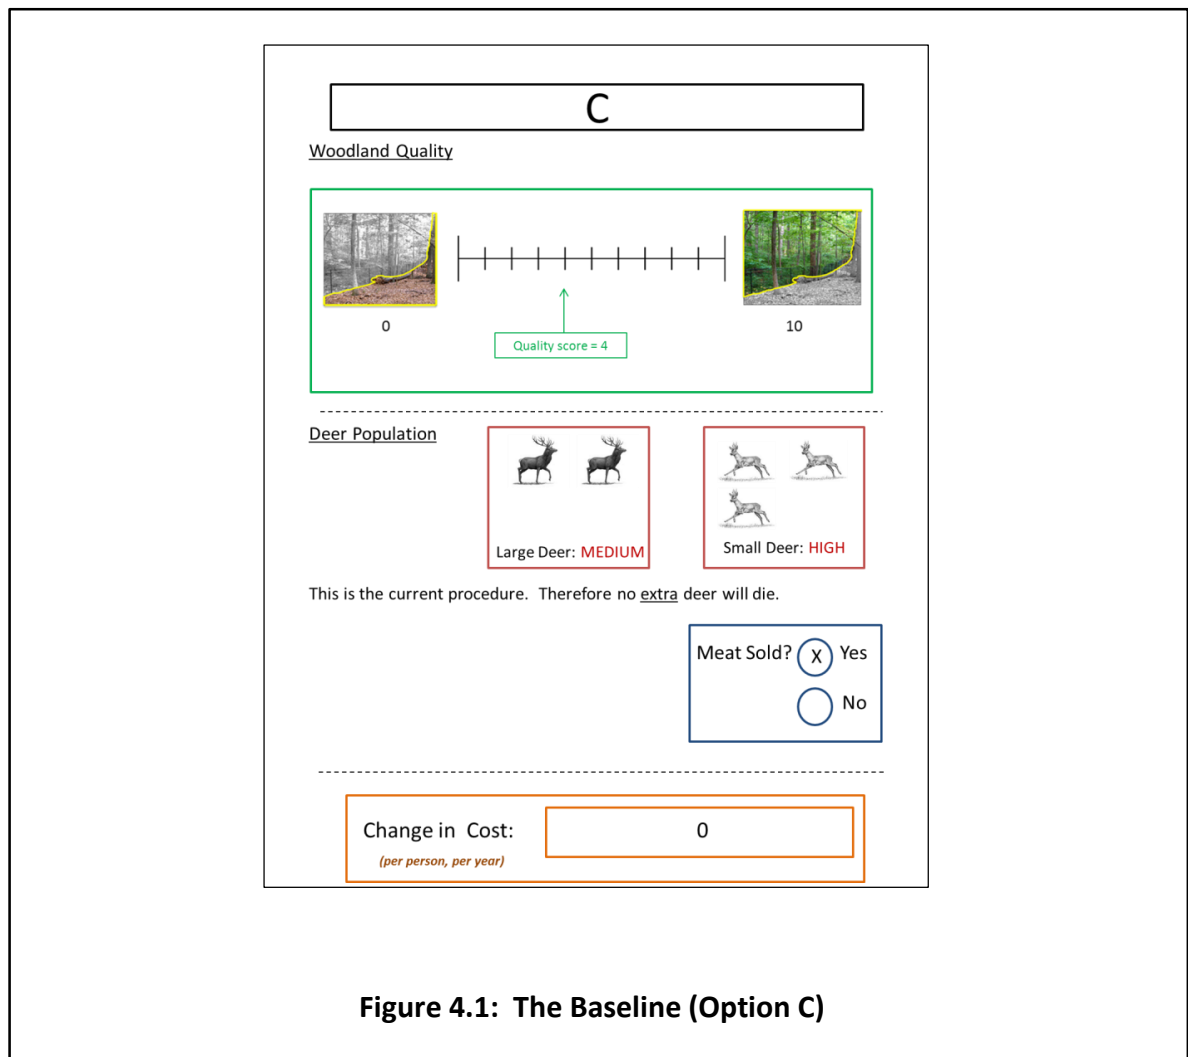 C
Woodland Quality
0
10
Quality score = 4
Deer Population
Large Deer: MEDIUM
Small Deer: HIGH
This is the current procedure. Therefore no extra deer will die.
Meat Sold? X Yes
No
Change in Cost:
0
(per person, per year)
Figure 4.1: The Baseline (Option C)